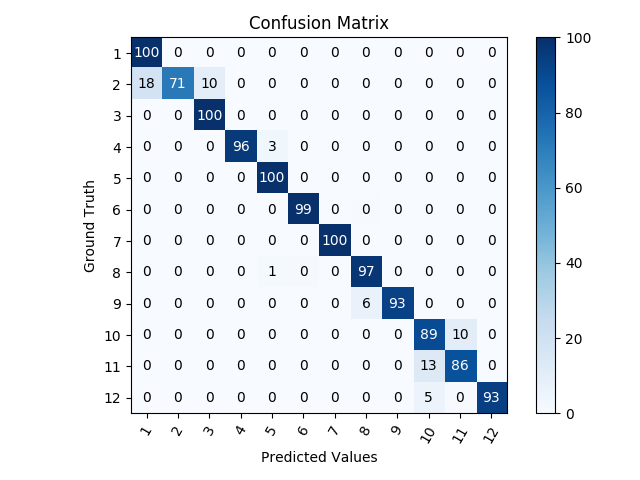 Confusion Matrix
Ground Truth
1 100 0 0 0 0 0 0 0 0 0 0 0
2 18 71 10 0 0 0 0 0 0 0 0 0
3 0 0 100 0 0 0 0 0 0 0 0 0
4 0 0 0 96 3 0 0 0 0 0 0 0
5 0 0 0 0 100 0 0 0 0 0 0 0
6 0 0 0 0 0 99 0 0 0 0 0 0
7 0 0 0 0 0 0 100 0 0 0 0 0
8 0 0 0 0 1 0 0 97 0 0 0 0
9 0 0 0 0 0 0 0 6 93 0 0 0
10 0 0 0 0 0 0 0 0 0 89 10 0
11 0 0 0 0 0 0 0 0 0 13 86 0
12 0 0 0 0 0 0 0 0 0 5 0 93
1 2 3 4 5 6 7 8 9 10 11 12
Predicted Values
100
80
60
40
20
0